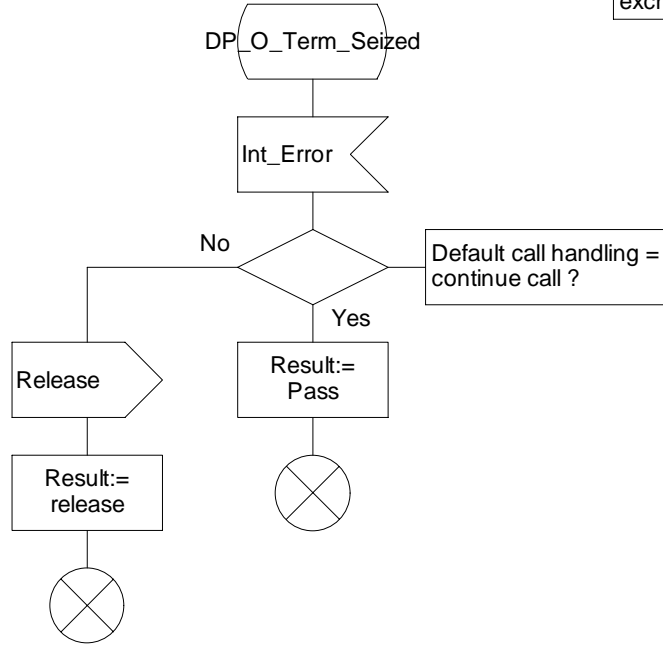 DP_O_Term_Seized
Int_Error
No
Default call handling =
continue call ?
Yes
Release
Result:=
Pass
Result:=
release